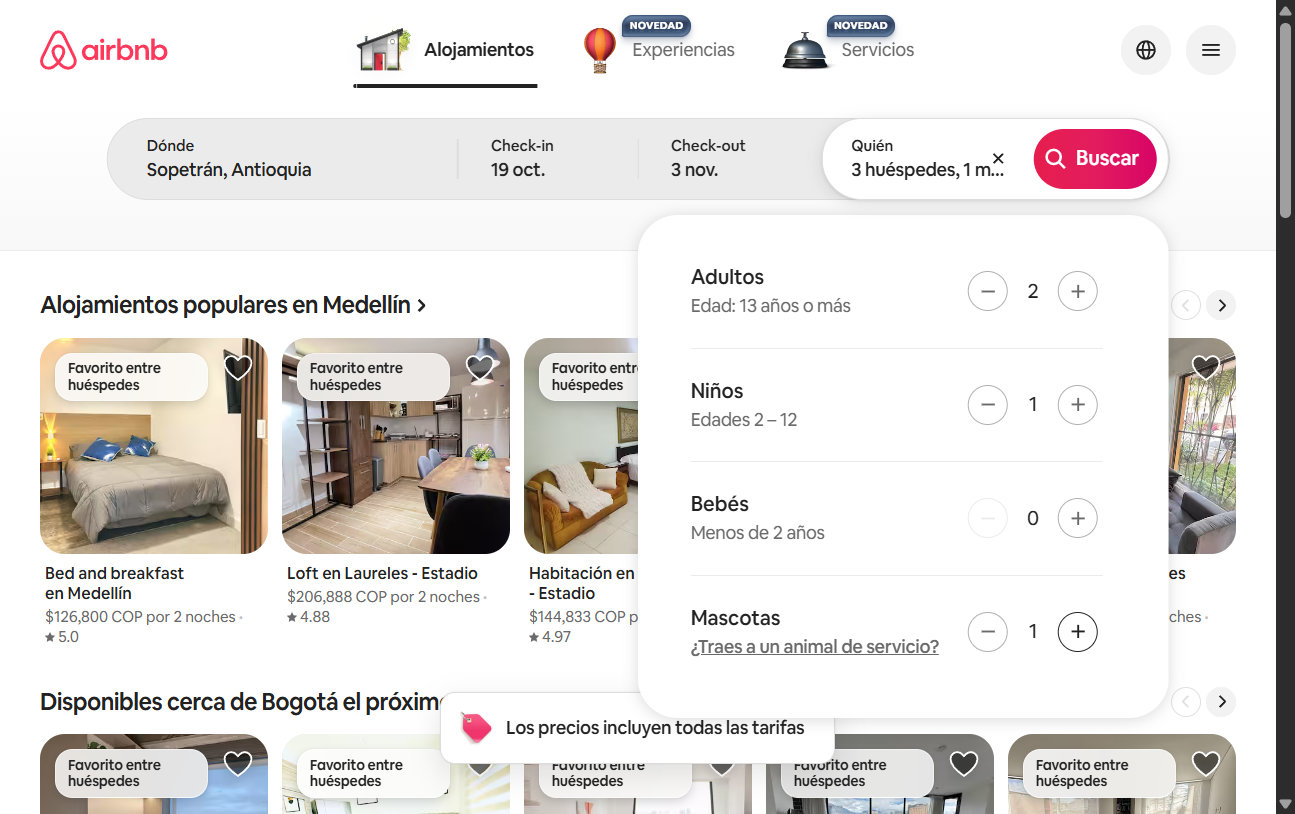 airbnb
Alojamientos
NOVEDAD
Experiencias
NOVEDAD
Servicios
Dónde
Sopetrán, Antioquia
Check-in
19 oct.
Check-out
3 nov.
Quién
3 huéspedes, 1 m...
Buscar
Adultos
Edad: 13 años o más
2
Niños
Edades 2 – 12
1
Bebés
Menos de 2 años
0
Mascotas
¿Traes a un animal de servicio?
1
Alojamientos populares en Medellín
Favorito entre
huéspedes
Favorito entre
huéspedes
Favorito entr
huéspedes
Bed and breakfast
en Medellín
$126,800 COP por 2 noches ·
5.0
Loft en Laureles - Estadio
$206,888 COP por 2 noches ·
4.88
Habitación en
- Estadio
$144,833 COP p
4.97
es
ches ·
Disponibles cerca de Bogotá el próxim
Los precios incluyen todas las tarifas
Favorito entre
huéspedes
Favorito entre
huéspedes
Favorito entre
huéspedes
Favorito entre
huéspedes
Favorito entre
huéspedes